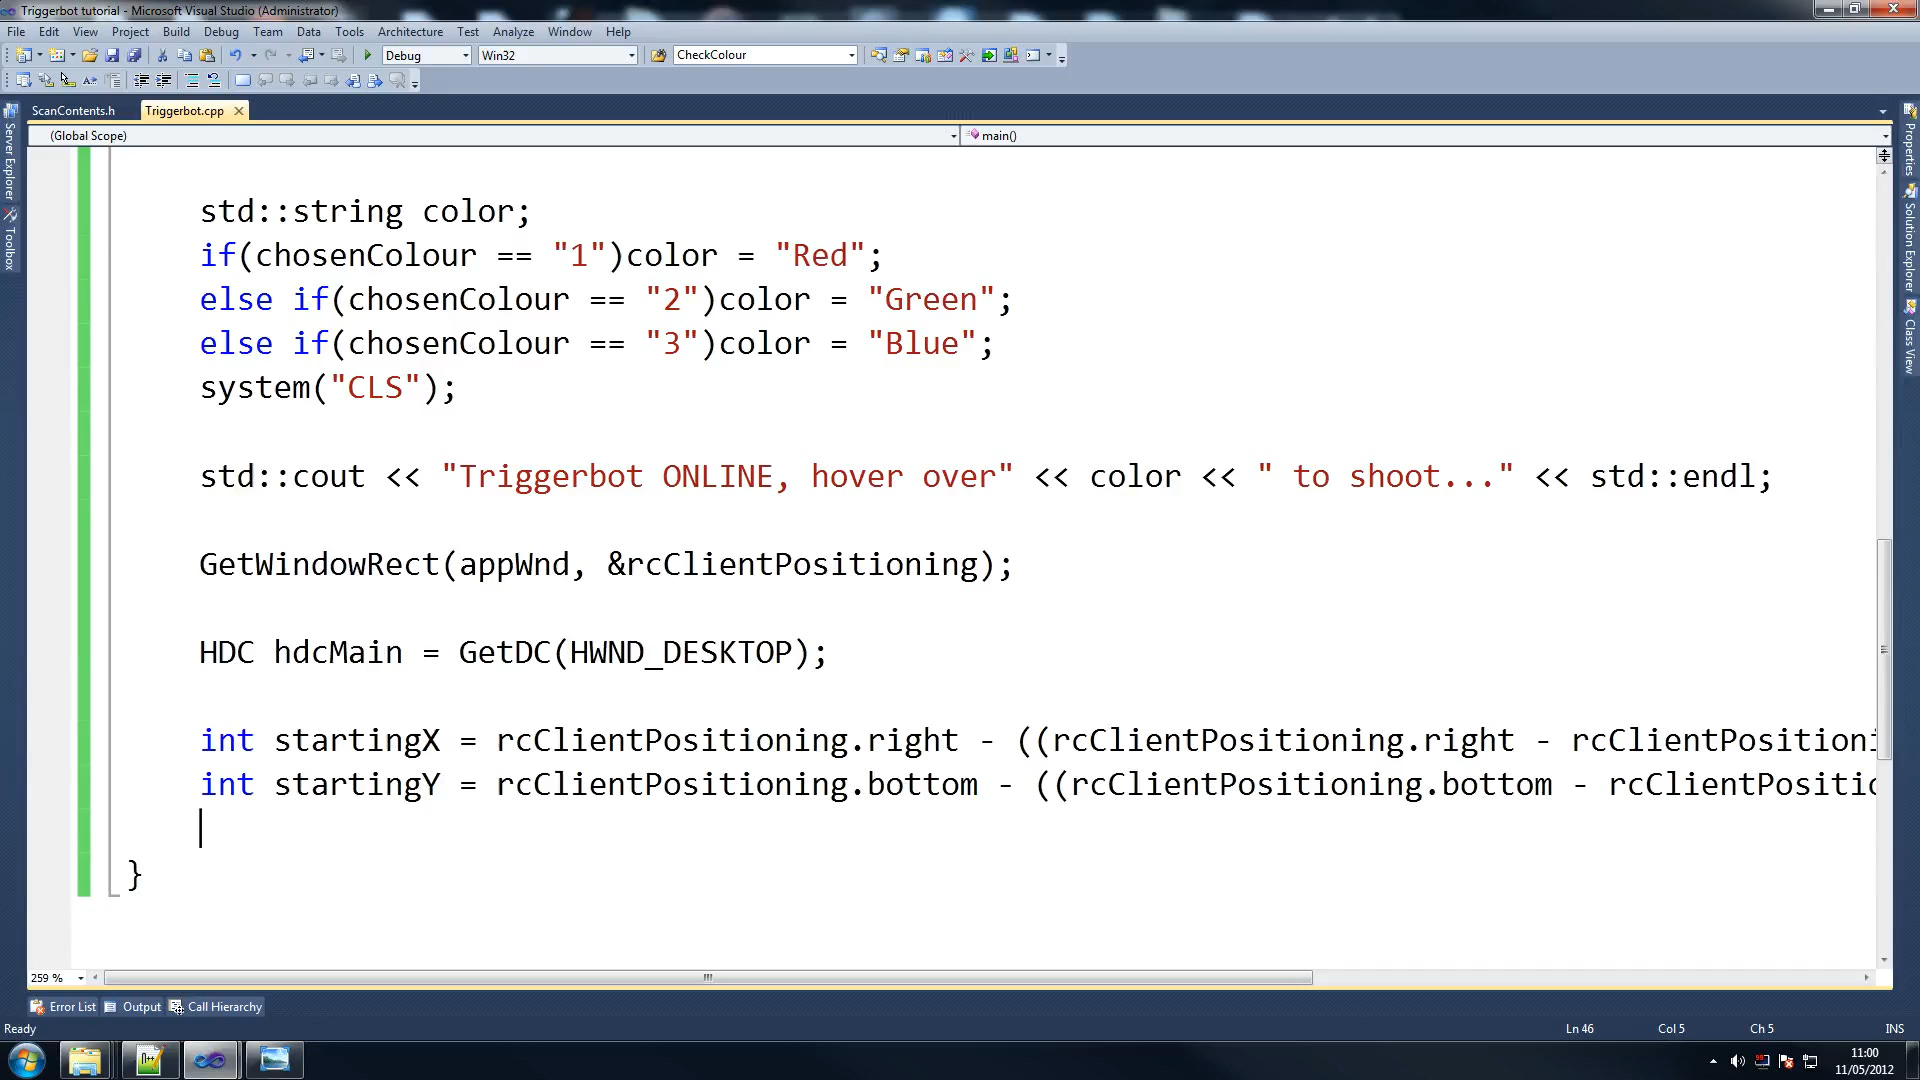 Triggerbot tutorial - Microsoft Visual Studio (Administrator)
File Edit View Project Build Debug Team Data Tools Architecture Test Analyze Window Help
Debug Win32 CheckColour
ScanContents.h Triggerbot.cpp
(Global Scope) main()
Server Explorer
Toolbox
Properties
Solution Explorer
Class View
std::string color;
if(chosenColour == "1")color = "Red";
else if(chosenColour == "2")color = "Green";
else if(chosenColour == "3")color = "Blue";
system("CLS");
std::cout << "Triggerbot ONLINE, hover over" << color << " to shoot..." << std::endl;
GetWindowRect(appWnd, &rcClientPositioning);
HDC hdcMain = GetDC(HWND_DESKTOP);
int startingX = rcClientPositioning.right - ((rcClientPositioning.right - rcClientPositioni
int startingY = rcClientPositioning.bottom - ((rcClientPositioning.bottom - rcClientPositio
}
259 %
Error List Output Call Hierarchy
Ready Ln 46 Col 5 Ch 5 INS
11:00
11/05/2012